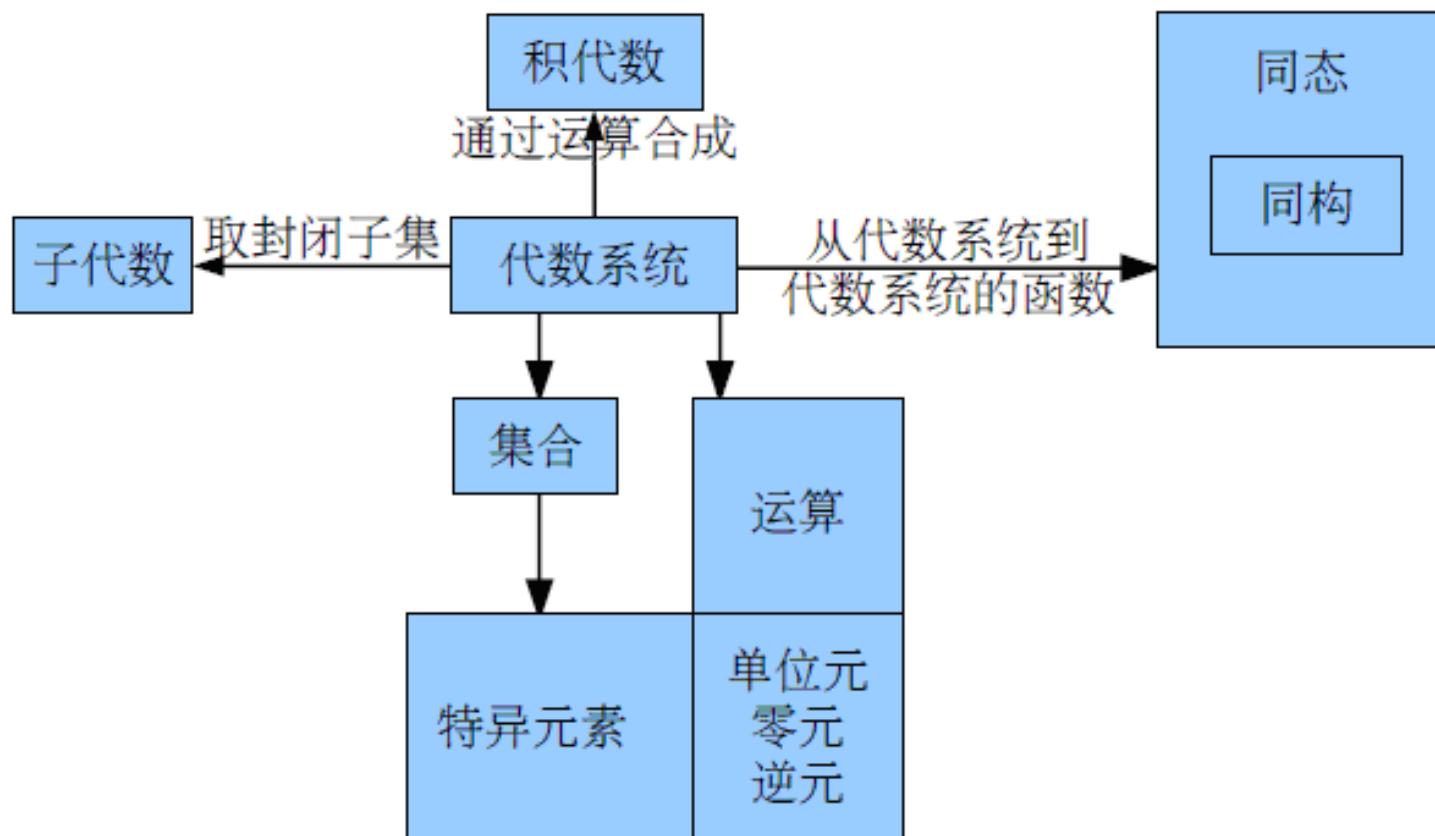 积代数
同态
通过运算合成
同构
子代数
取封闭子集
代数系统
从代数系统到
代数系统的函数
集合
运算
特异元素
单位元
零元
逆元